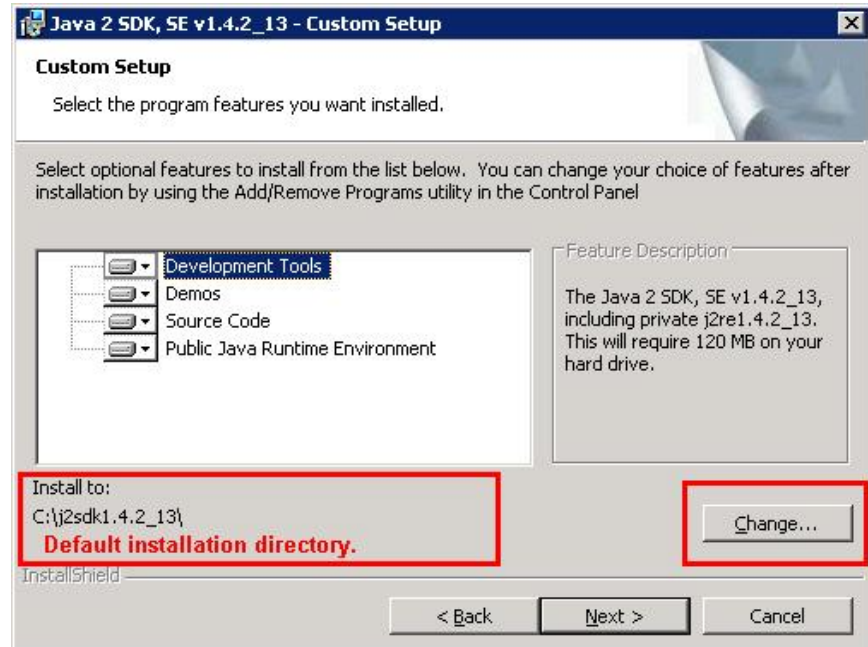 Java 2 SDK, SE v1.4.2_13 - Custom Setup
Custom Setup
Select the program features you want installed.
Select optional features to install from the list below. You can change your choice of features after
installation by using the Add/Remove Programs utility in the Control Panel
Development Tools
Demos
Source Code
Public Java Runtime Environment
Feature Description
The Java 2 SDK, SE v1.4.2_13,
including private j2re1.4.2_13.
This will require 120 MB on your
hard drive.
Install to:
C:\j2sdk1.4.2_13\
Default installation directory.
Change...
InstallShield
< Back
Next >
Cancel